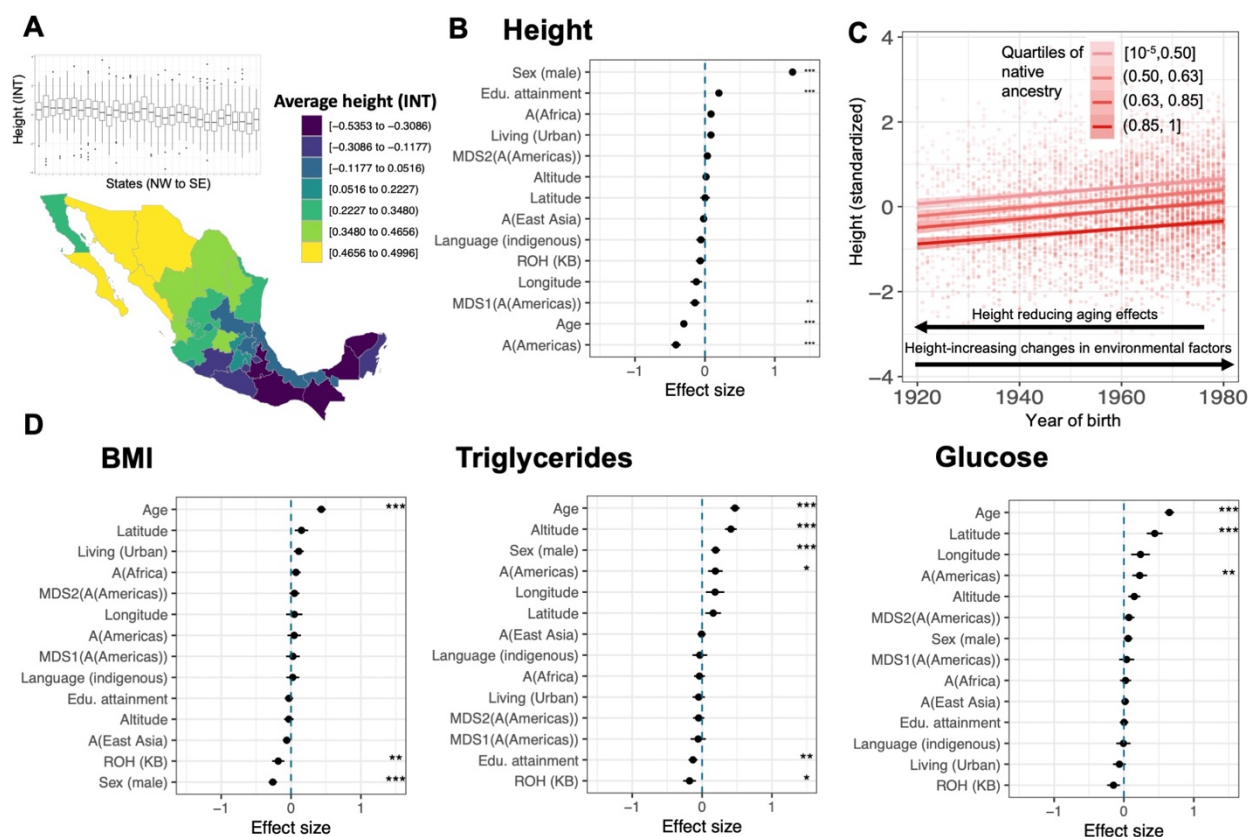 A
Height (INT)
States (NW to SE)
Average height (INT)
[−0.5353 to −0.3086]
[−0.3086 to −0.1177]
[−0.1177 to 0.0516]
[0.0516 to 0.2227]
[0.2227 to 0.3480]
[0.3480 to 0.4656]
[0.4656 to 0.4996]
B Height
Sex (male) ***
Edu. attainment ***
A(Africa)
Living (Urban)
MDS2(A(Americas))
Altitude
Latitude
A(East Asia)
Language (indigenous)
ROH (KB)
Longitude
MDS1(A(Americas)) **
Age ***
A(Americas) ***
−1 0 1
Effect size
C
Height (standardized)
4
2
0
−2
−4
Quartiles of
native
ancestry
[10-5,0.50]
(0.50, 0.63]
(0.63, 0.85]
(0.85, 1]
Height reducing aging effects
Height-increasing changes in environmental factors
1920 1940 1960 1980
Year of birth
D
BMI
Age ***
Latitude
Living (Urban)
A(Africa)
MDS2(A(Americas))
Longitude
A(Americas)
MDS1(A(Americas))
Language (indigenous)
Edu. attainment
Altitude
A(East Asia)
ROH (KB) **
Sex (male) ***
−1 0 1
Effect size
Triglycerides
Age ***
Altitude ***
Sex (male) ***
A(Americas) *
Longitude
Latitude
A(East Asia)
Language (indigenous)
A(Africa)
Living (Urban)
MDS2(A(Americas))
MDS1(A(Americas))
Edu. attainment **
ROH (KB) *
−1 0 1
Effect size
Glucose
Age ***
Latitude ***
Longitude
A(Americas) **
Altitude
MDS2(A(Americas))
Sex (male)
MDS1(A(Americas))
A(Africa)
A(East Asia)
Edu. attainment
Language (indigenous)
Living (Urban)
ROH (KB)
−1 0 1
Effect size